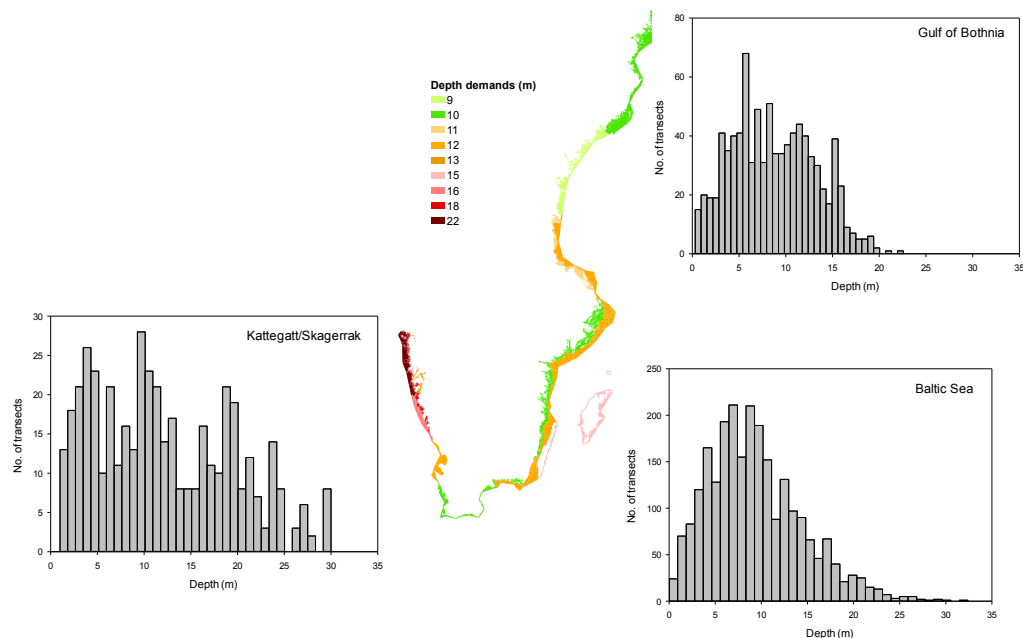 Depth demands (m)
9
10
11
12
13
15
16
18
22
Gulf of Bothnia
No. of transects
80
60
40
20
0
0 5 10 15 20 25 30 35
Depth (m)
Kattegatt/Skagerrak
No. of transects
30
25
20
15
10
5
0
0 5 10 15 20 25 30 35
Depth (m)
Baltic Sea
No. of transects
250
200
150
100
50
0
0 5 10 15 20 25 30 35
Depth (m)